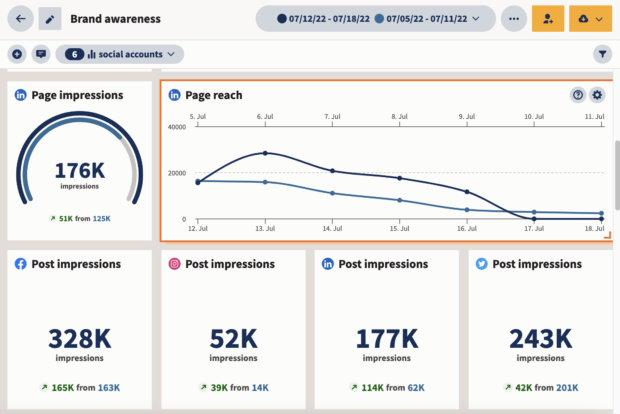 Brand awareness
07/12/22 - 07/18/22 07/05/22 - 07/11/22
6 social accounts
in Page impressions
176K
impressions
51K from 125K
in Page reach
5. Jul 6. Jul 7. Jul 8. Jul 9. Jul 10. Jul 11. Jul
40000
20000
0
12. Jul 13. Jul 14. Jul 15. Jul 16. Jul 17. Jul 18. Jul
Post impressions
328K
impressions
165K from 163K
Post impressions
52K
impressions
39K from 14K
in Post impressions
177K
impressions
114K from 62K
Post impressions
243K
impressions
42K from 201K